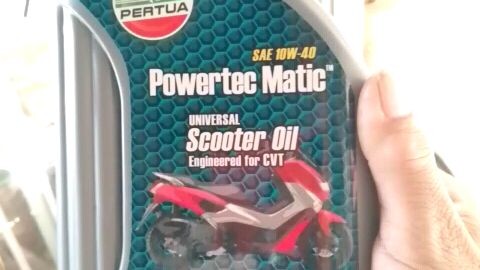 PERTUA
SAE 10W-40
Powertec Matic™
UNIVERSAL
Scooter Oil
Engineered for CVT